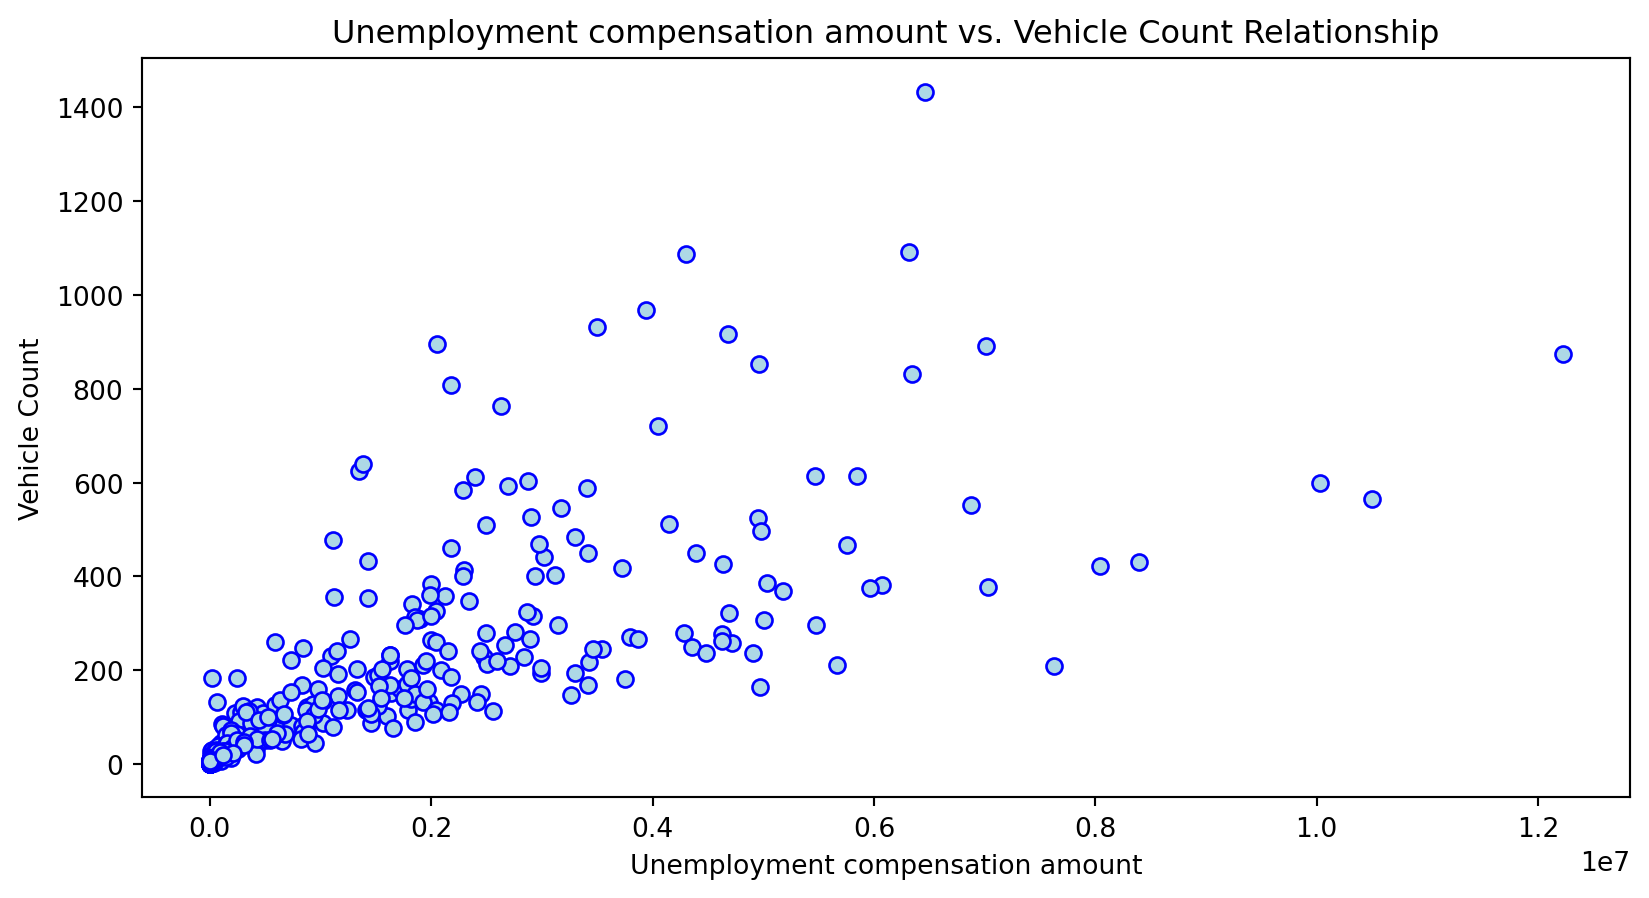 Unemployment compensation amount vs. Vehicle Count Relationship
Vehicle Count
1400
1200
1000
800
600
400
200
0
0.0 0.2 0.4 0.6 0.8 1.0 1.2
1e7
Unemployment compensation amount